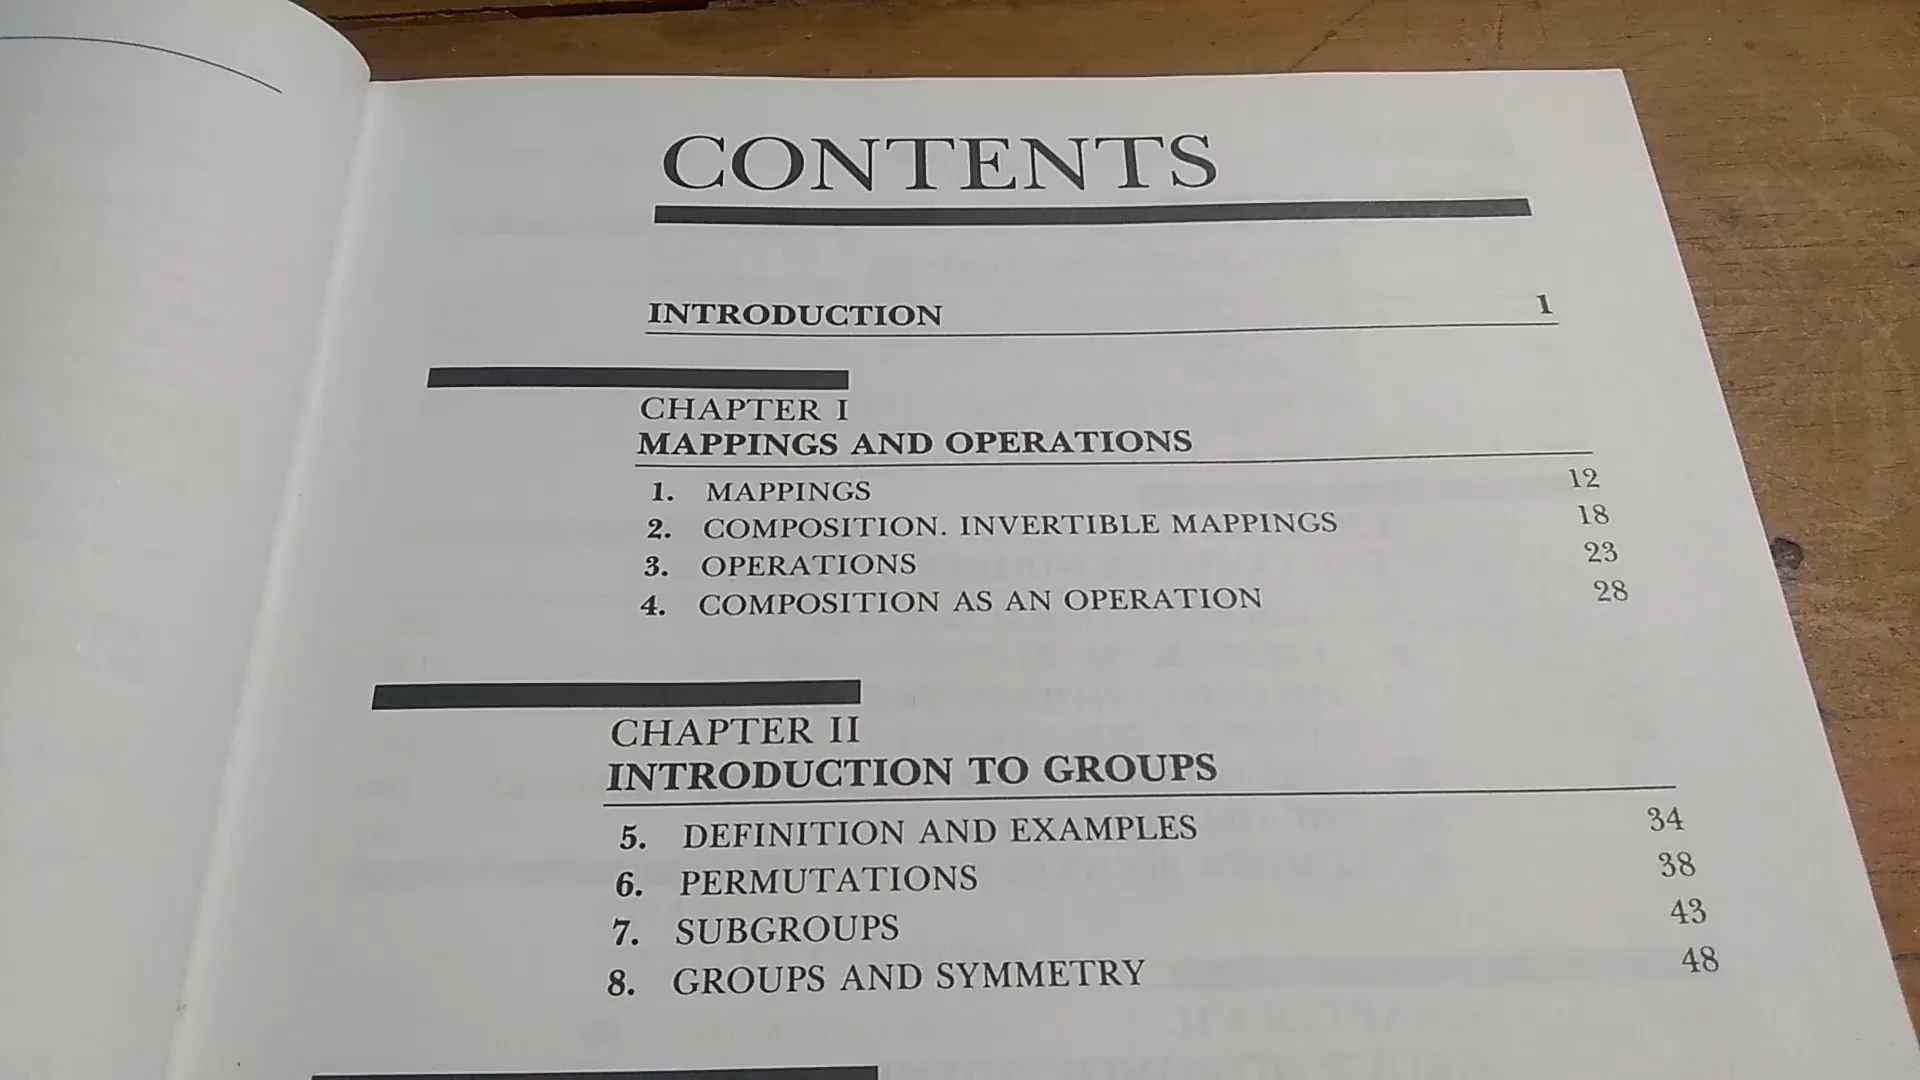 CONTENTS
INTRODUCTION 1
CHAPTER I
MAPPINGS AND OPERATIONS
1. MAPPINGS 12
2. COMPOSITION. INVERTIBLE MAPPINGS 18
3. OPERATIONS 23
4. COMPOSITION AS AN OPERATION 28
CHAPTER II
INTRODUCTION TO GROUPS
5. DEFINITION AND EXAMPLES 34
6. PERMUTATIONS 38
7. SUBGROUPS 43
8. GROUPS AND SYMMETRY 48